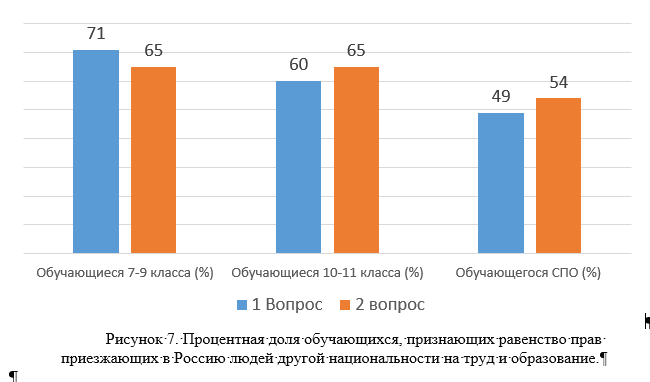 71
65
60
65
49
54
Обучающиеся 7-9 класса (%)
Обучающиеся 10-11 класса (%)
Обучающегося СПО (%)
1 Вопрос
2 вопрос
¶
Рисунок·7.·Процентная·доля·обучающихся,·признающих·равенство·прав·
приезжающих·в·Россию·людей·другой·национальности·на·труд·и·образование.¶
¶